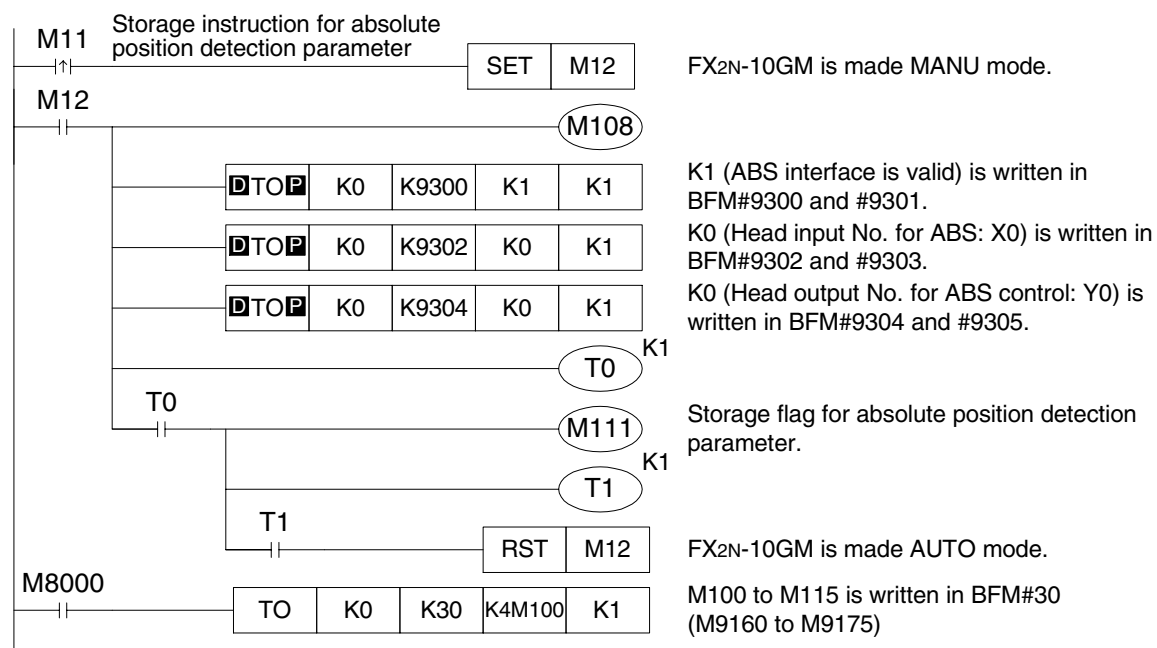 M11
Storage instruction for absolute
position detection parameter
SET M12
FX2N-10GM is made MANU mode.
M12
M108
D TO P K0 K9300 K1 K1
K1 (ABS interface is valid) is written in
BFM#9300 and #9301.
D TO P K0 K9302 K0 K1
K0 (Head input No. for ABS: X0) is written in
BFM#9302 and #9303.
D TO P K0 K9304 K0 K1
K0 (Head output No. for ABS control: Y0) is
written in BFM#9304 and #9305.
T0 K1
T0
M111
Storage flag for absolute position detection
parameter.
T1 K1
T1
RST M12
FX2N-10GM is made AUTO mode.
M8000
TO K0 K30 K4M100 K1
M100 to M115 is written in BFM#30
(M9160 to M9175)